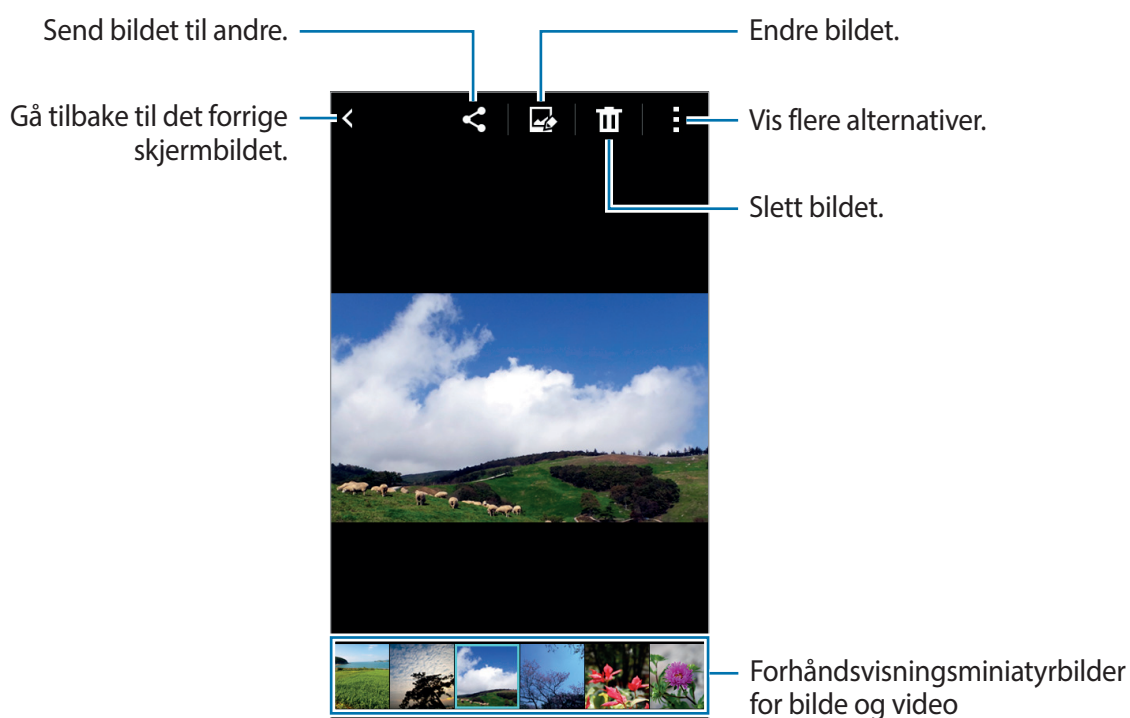 Send bildet til andre.
Endre bildet.
Gå tilbake til det forrige
skjermbildet.
Vis flere alternativer.
Slett bildet.
Forhåndsvisningsminiatyrbilder
for bilde og video